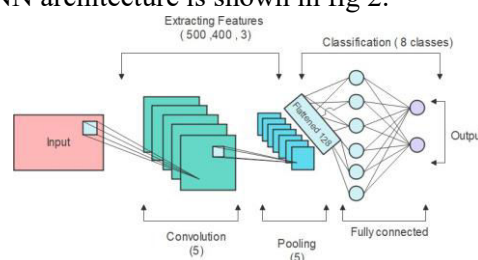 NN architecture is shown in fig 2.
Extracting Features
( 500 ,400 , 3)
Classification ( 8 classes)
Input
Flattened 128
Output
Convolution
(5)
Pooling
(5)
Fully connected